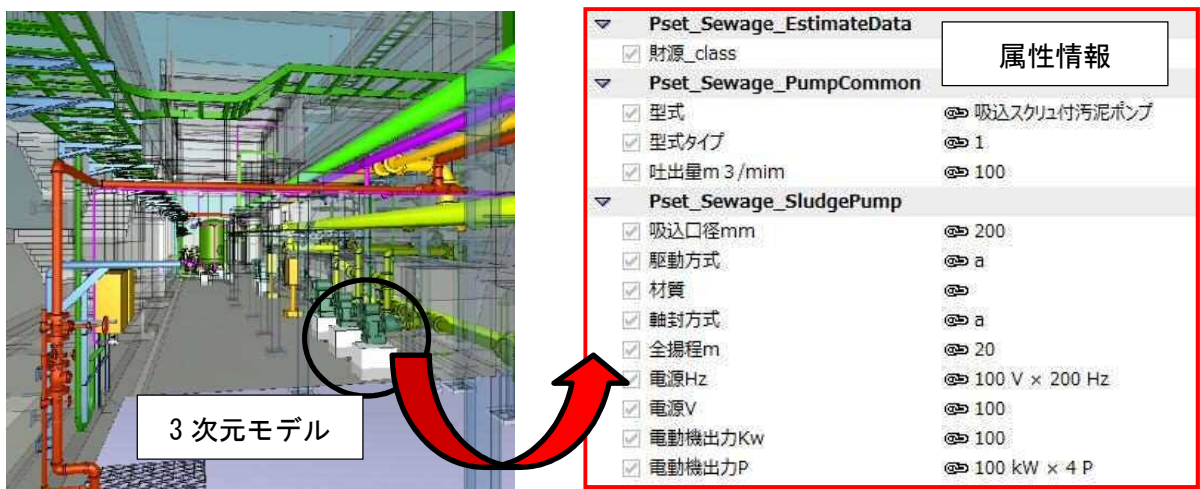 3次元モデル
属性情報
Pset_Sewage_EstimateData
財源_class
Pset_Sewage_PumpCommon
型式 吸込スクリュ付汚泥ポンプ
型式タイプ 1
吐出量m3/mim 100
Pset_Sewage_SludgePump
吸込口径mm 200
駆動方式 a
材質
軸封方式 a
全揚程m 20
電源Hz 100 V × 200 Hz
電源V 100
電動機出力Kw 100
電動機出力P 100 kW × 4 P